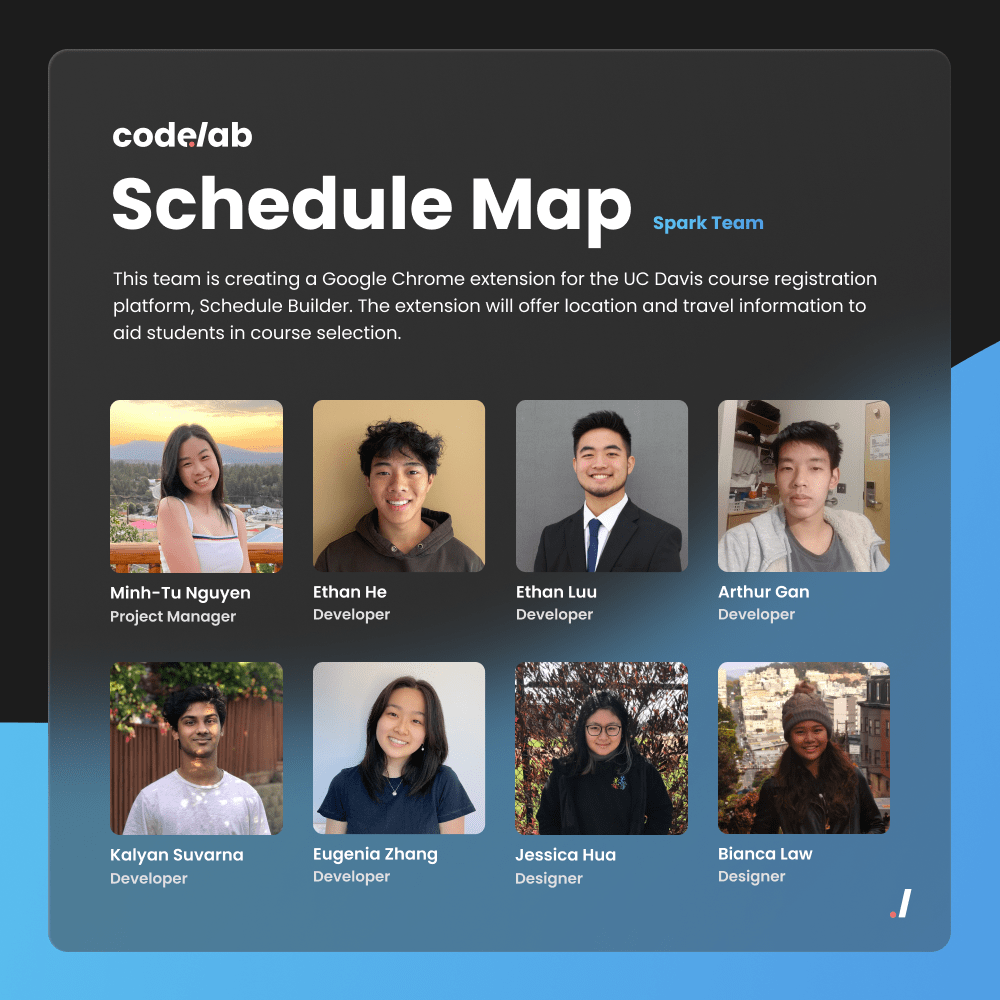 code.lab
Schedule Map Spark Team
This team is creating a Google Chrome extension for the UC Davis course registration
platform, Schedule Builder. The extension will offer location and travel information to
aid students in course selection.
Minh-Tu Nguyen Ethan He Ethan Luu Arthur Gan
Project Manager Developer Developer Developer
Kalyan Suvarna Eugenia Zhang Jessica Hua Bianca Law
Developer Developer Designer Designer
./